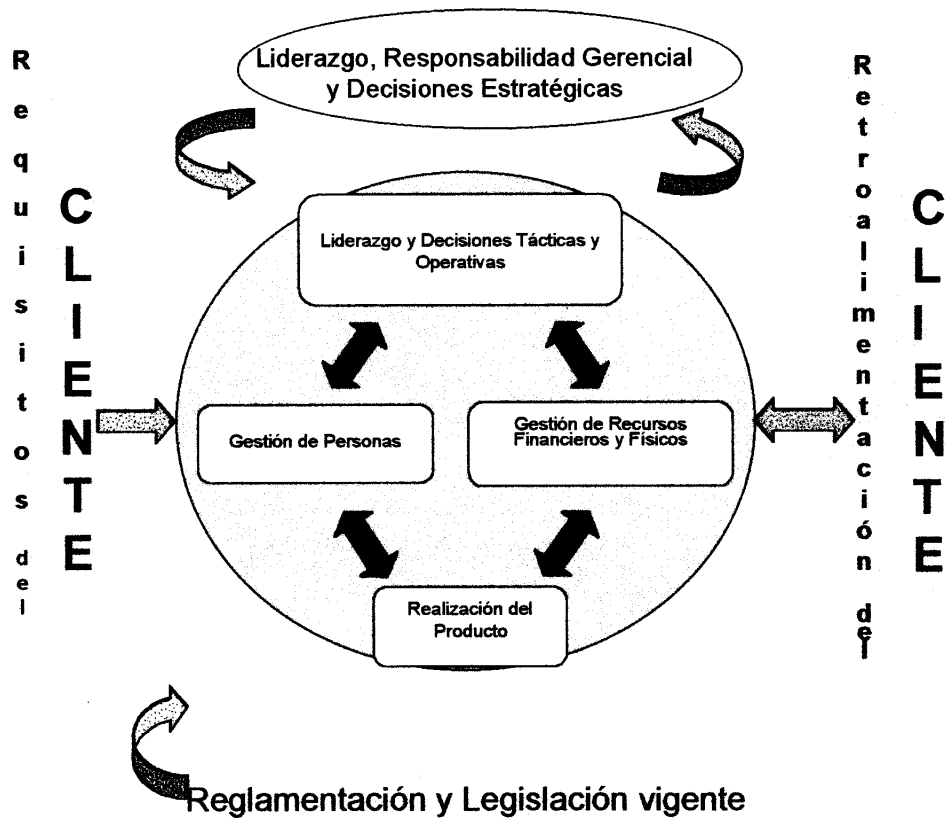 Liderazgo, Responsabilidad Gerencial
y Decisiones Estratégicas
Requisitos del
CLIENTE
Liderazgo y Decisiones Tácticas y
Operativas
Gestión de Personas
Gestión de Recursos
Financieros y Físicos
Realización del
Producto
Retroalimentación del
CLIENTE
Reglamentación y Legislación vigente